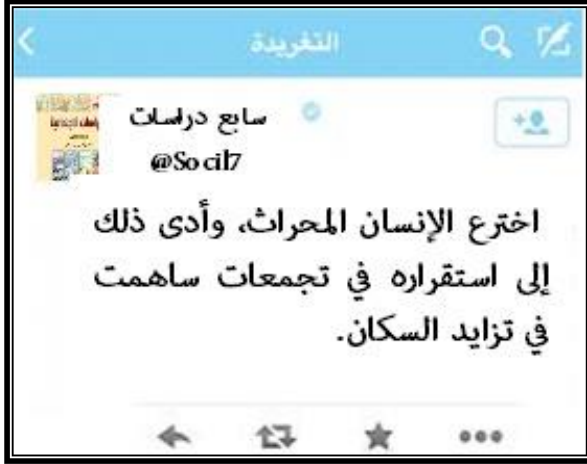 التغريدة
سابع دراسات
@Socil7
اخترع الإنسان المحراث، وأدى ذلك
إلى استقراره في تجمعات ساهمت
في تزايد السكان.